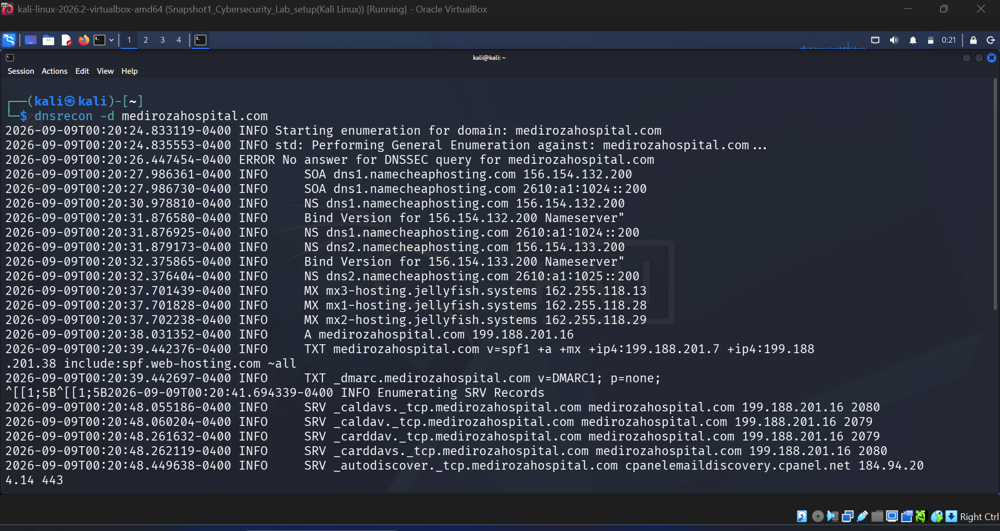 kali-linux-2026.2-virtualbox-amd64 (Snapshot1_Cybersecurity_Lab_setup(Kali Linux)) [Running] - Oracle VirtualBox
1 2 3 4 0:21
kali@kali: ~
Session Actions Edit View Help
┌──(kali㉿kali)-[~]
└─$ dnsrecon -d medirozahospital.com
2026-09-09T00:20:24.833119-0400 INFO Starting enumeration for domain: medirozahospital.com
2026-09-09T00:20:24.835553-0400 INFO std: Performing General Enumeration against: medirozahospital.com...
2026-09-09T00:20:26.447454-0400 ERROR No answer for DNSSEC query for medirozahospital.com
2026-09-09T00:20:27.986361-0400 INFO SOA dns1.namecheaphosting.com 156.154.132.200
2026-09-09T00:20:27.986730-0400 INFO SOA dns1.namecheaphosting.com 2610:a1:1024::200
2026-09-09T00:20:30.978810-0400 INFO NS dns1.namecheaphosting.com 156.154.132.200
2026-09-09T00:20:31.876580-0400 INFO Bind Version for 156.154.132.200 Nameserver"
2026-09-09T00:20:31.876925-0400 INFO NS dns1.namecheaphosting.com 2610:a1:1024::200
2026-09-09T00:20:31.879173-0400 INFO NS dns2.namecheaphosting.com 156.154.133.200
2026-09-09T00:20:32.375865-0400 INFO Bind Version for 156.154.133.200 Nameserver"
2026-09-09T00:20:32.376404-0400 INFO NS dns2.namecheaphosting.com 2610:a1:1025::200
2026-09-09T00:20:37.701439-0400 INFO MX mx3-hosting.jellyfish.systems 162.255.118.13
2026-09-09T00:20:37.701828-0400 INFO MX mx1-hosting.jellyfish.systems 162.255.118.28
2026-09-09T00:20:37.702238-0400 INFO MX mx2-hosting.jellyfish.systems 162.255.118.29
2026-09-09T00:20:38.031352-0400 INFO A medirozahospital.com 199.188.201.16
2026-09-09T00:20:39.442376-0400 INFO TXT medirozahospital.com v=spf1 +a +mx +ip4:199.188.201.7 +ip4:199.188
.201.38 include:spf.web-hosting.com ~all
2026-09-09T00:20:39.442697-0400 INFO TXT _dmarc.medirozahospital.com v=DMARC1; p=none;
^[[1;5B^[[1;5B2026-09-09T00:20:41.694339-0400 INFO Enumerating SRV Records
2026-09-09T00:20:48.055186-0400 INFO SRV _caldavs._tcp.medirozahospital.com medirozahospital.com 199.188.201.16 2080
2026-09-09T00:20:48.060204-0400 INFO SRV _caldav._tcp.medirozahospital.com medirozahospital.com 199.188.201.16 2079
2026-09-09T00:20:48.261632-0400 INFO SRV _carddav._tcp.medirozahospital.com medirozahospital.com 199.188.201.16 2079
2026-09-09T00:20:48.262119-0400 INFO SRV _carddavs._tcp.medirozahospital.com medirozahospital.com 199.188.201.16 2080
2026-09-09T00:20:48.449638-0400 INFO SRV _autodiscover._tcp.medirozahospital.com cpanelemaildiscovery.cpanel.net 184.94.20
4.14 443
Right Ctrl